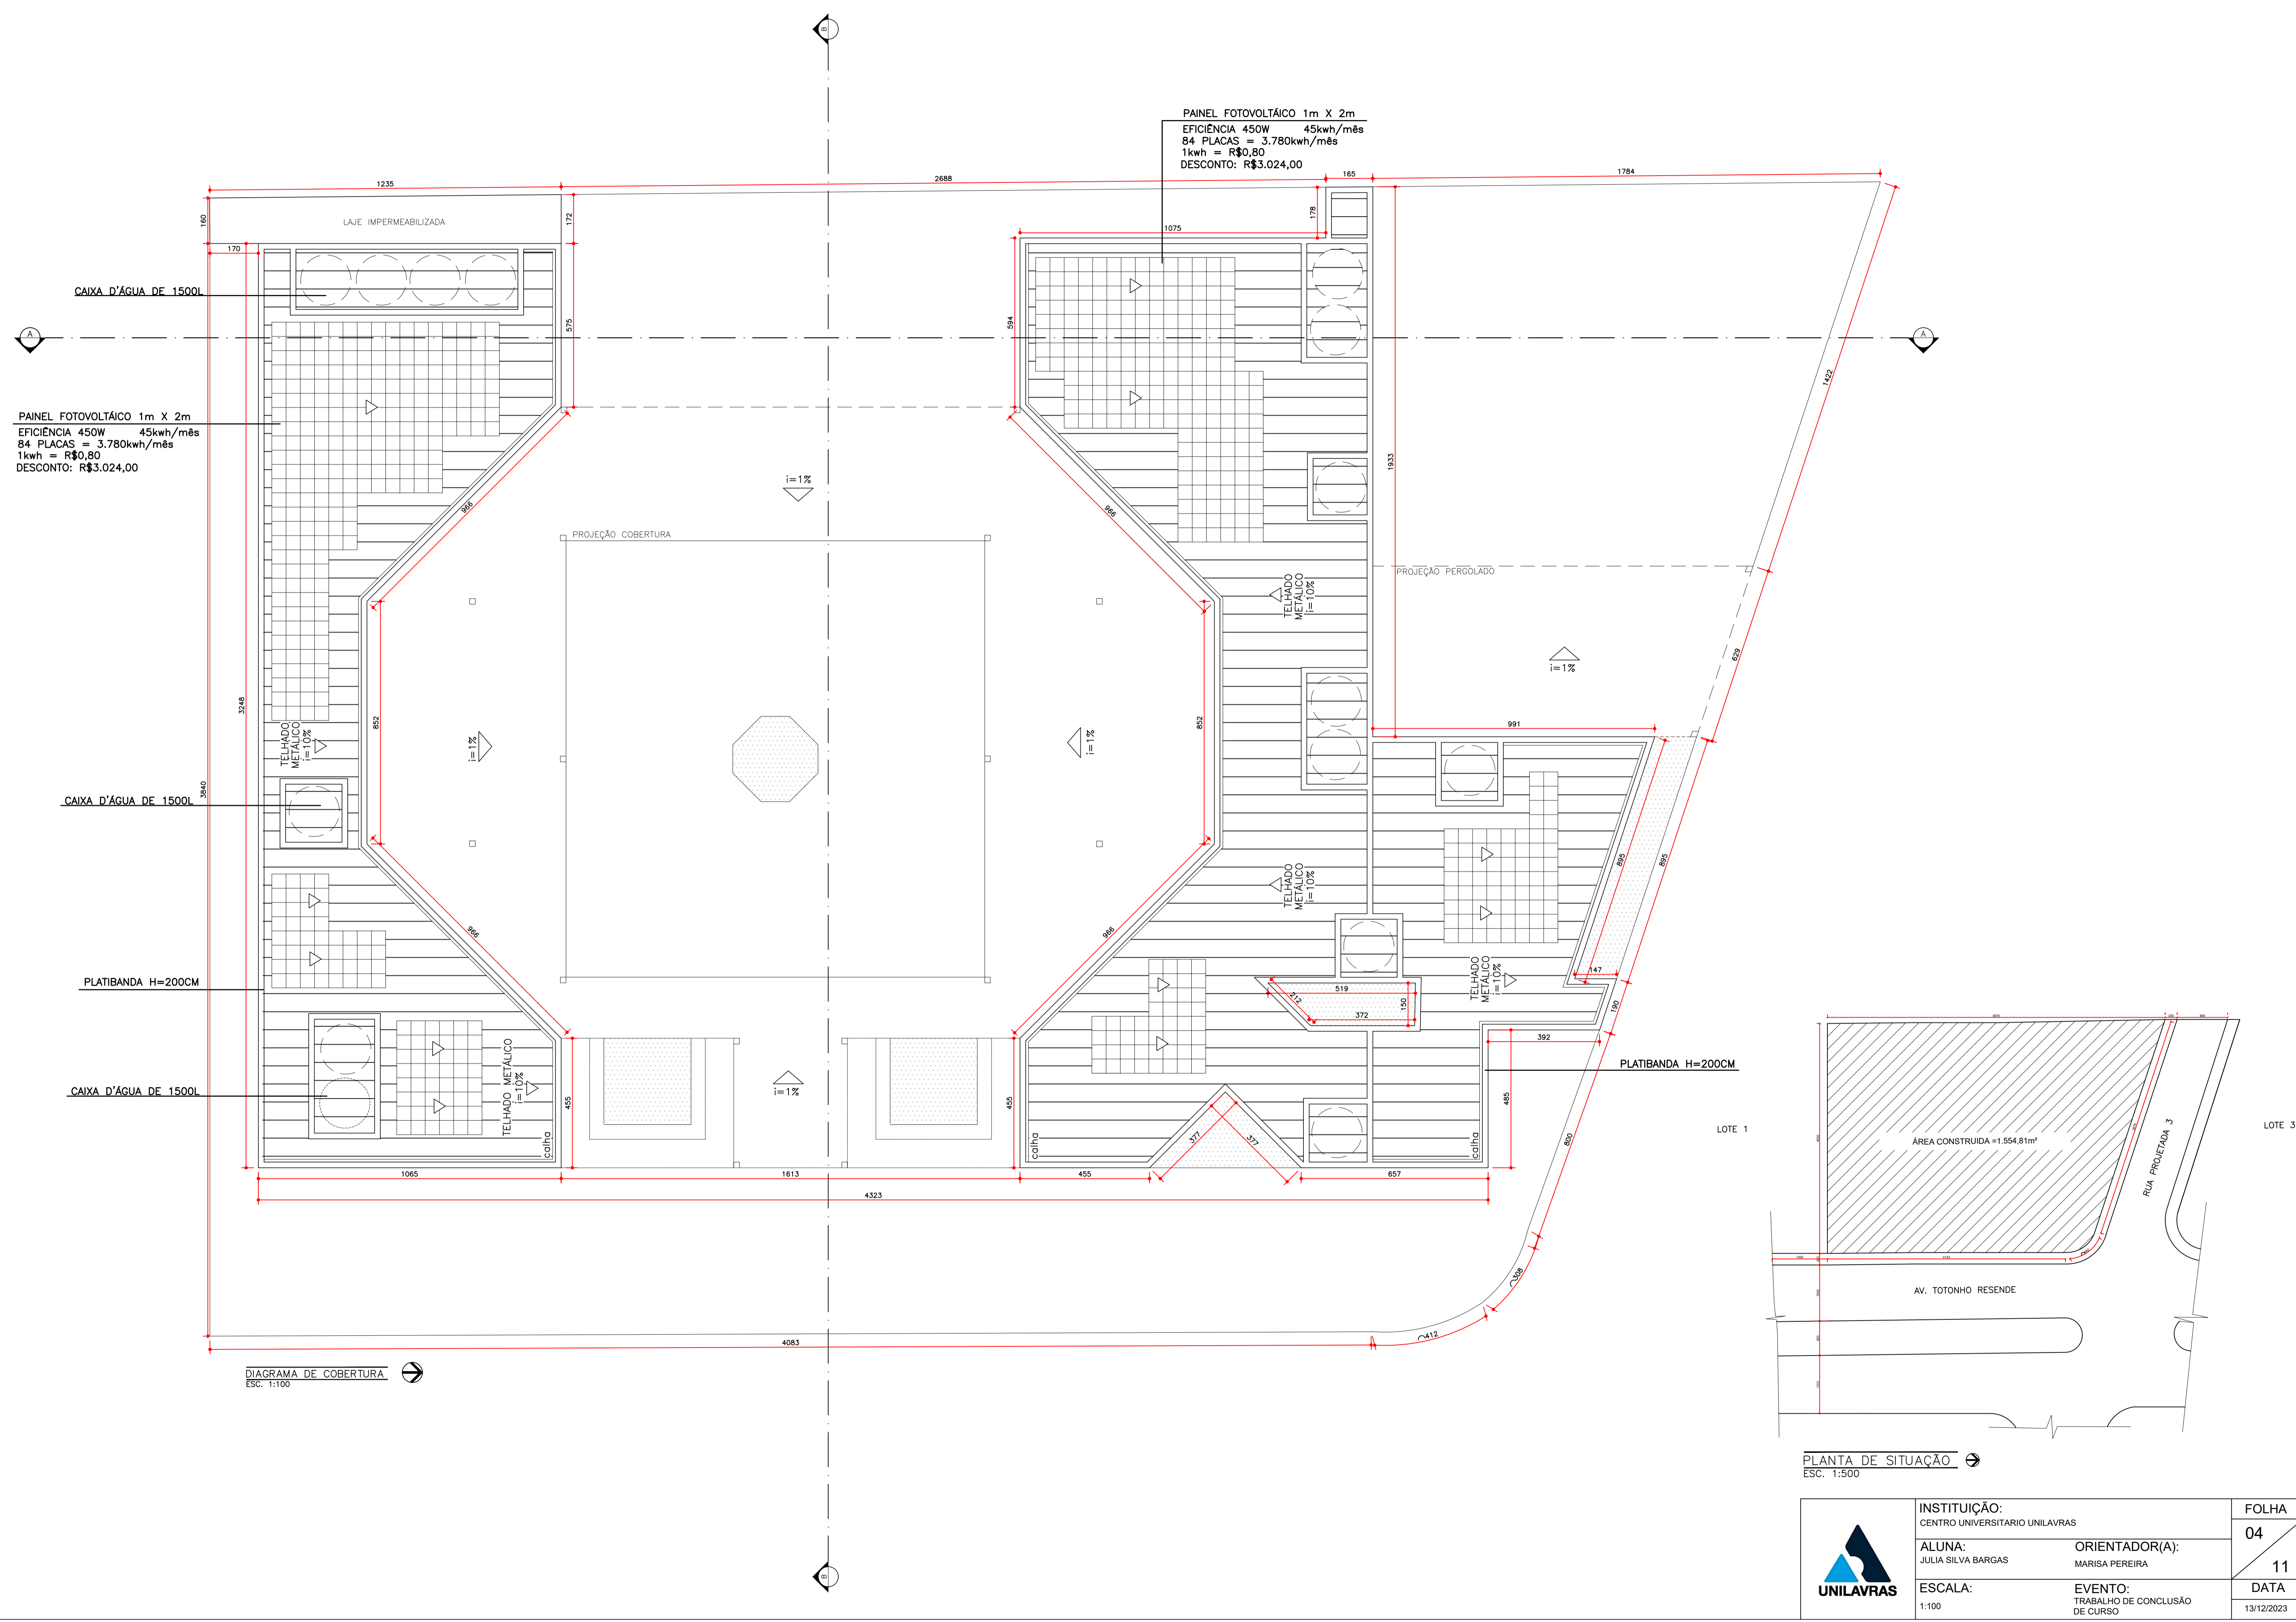 B
PAINEL FOTOVOLTÁICO 1m X 2m
EFICIÊNCIA 450W 45kwh/mês
84 PLACAS = 3.780kwh/mês
1kwh = R$0,80
DESCONTO: R$3.024,00
1235
2688
165
1784
160
LAJE IMPERMEABILIZADA
172
178
170
1075
CAIXA D'ÁGUA DE 1500L
575
594
A
A
1422
PAINEL FOTOVOLTÁICO 1m X 2m
EFICIÊNCIA 450W 45kwh/mês
84 PLACAS = 3.780kwh/mês
1kwh = R$0,80
DESCONTO: R$3.024,00
1933
i=1%
966
966
PROJEÇÃO COBERTURA
PROJEÇÃO PERGOLADO
TELHADO
METÁLICO
i=10%
629
i=1%
3248
852
852
991
TELHADO
METÁLICO
i=10%
i=1%
i=1%
3840
CAIXA D'ÁGUA DE 1500L
895
895
TELHADO
METÁLICO
i=10%
966
966
TELHADO
METÁLICO
i=10%
147
PLATIBANDA H=200CM
519
212
150
372
190
392
PLATIBANDA H=200CM
TELHADO METÁLICO
i=10%
CAIXA D'ÁGUA DE 1500L
i=1%
455
455
485
377
377
800
calha
calha
calha
1065
1613
455
657
4323
308
412
4083
DIAGRAMA DE COBERTURA
ESC. 1:100
B
LOTE 1
ÁREA CONSTRUIDA =1.554,81m²
RUA PROJETADA 3
LOTE 3
AV. TOTONHO RESENDE
PLANTA DE SITUAÇÃO
ESC. 1:500
UNILAVRAS
INSTITUIÇÃO:
CENTRO UNIVERSITARIO UNILAVRAS
FOLHA
04
11
ALUNA:
JULIA SILVA BARGAS
ORIENTADOR(A):
MARISA PEREIRA
ESCALA:
1:100
EVENTO:
TRABALHO DE CONCLUSÃO
DE CURSO
DATA
13/12/2023